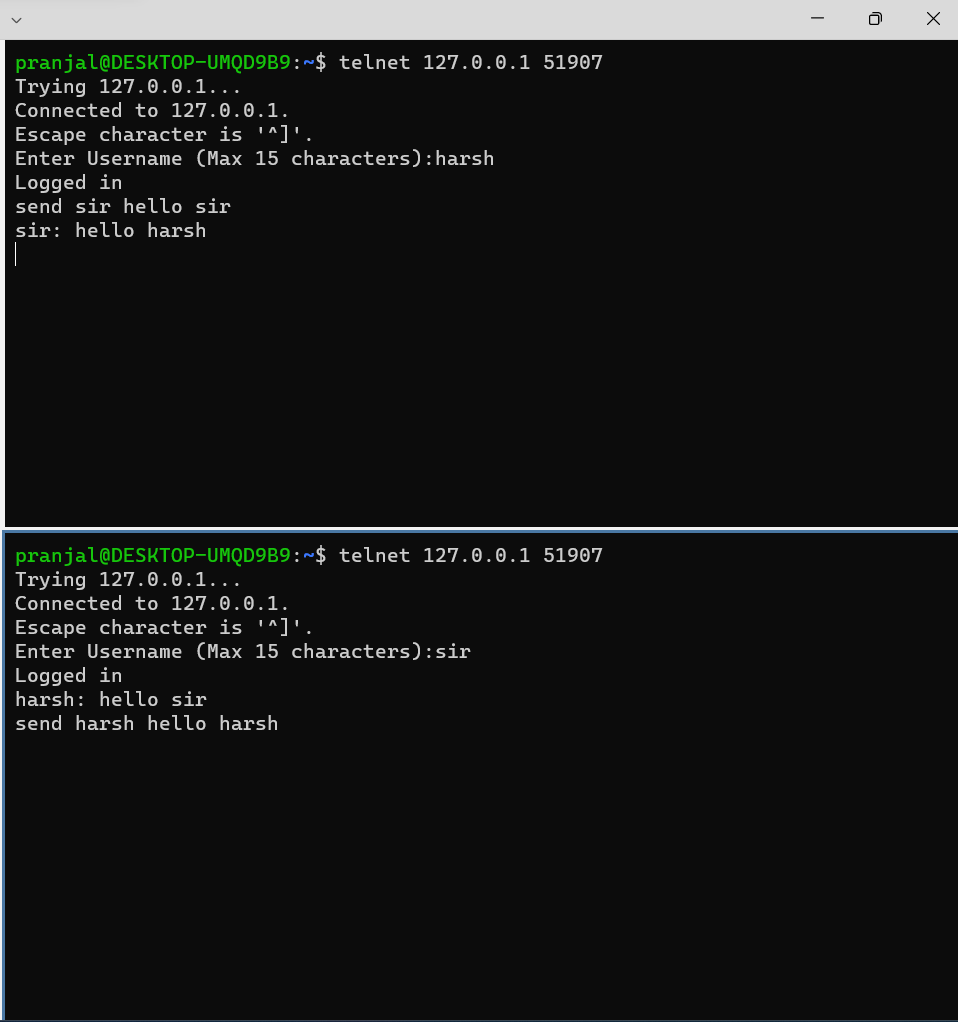 pranjal@DESKTOP-UMQD9B9:~$ telnet 127.0.0.1 51907
Trying 127.0.0.1...
Connected to 127.0.0.1.
Escape character is '^]'.
Enter Username (Max 15 characters):harsh
Logged in
send sir hello sir
sir: hello harsh
pranjal@DESKTOP-UMQD9B9:~$ telnet 127.0.0.1 51907
Trying 127.0.0.1...
Connected to 127.0.0.1.
Escape character is '^]'.
Enter Username (Max 15 characters):sir
Logged in
harsh: hello sir
send harsh hello harsh